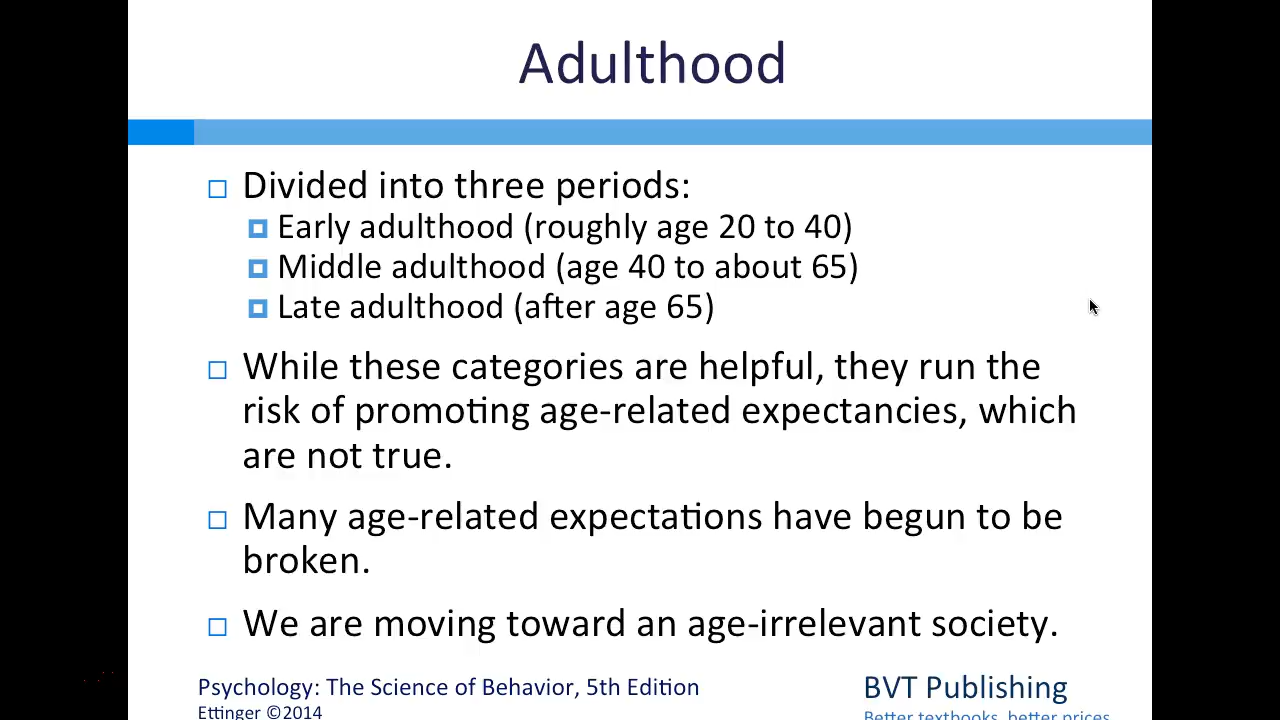 Adulthood
Divided into three periods:
Early adulthood (roughly age 20 to 40)
Middle adulthood (age 40 to about 65)
Late adulthood (after age 65)
While these categories are helpful, they run the
risk of promoting age-related expectancies, which
are not true.
Many age-related expectations have begun to be
broken.
We are moving toward an age-irrelevant society.
Psychology: The Science of Behavior, 5th Edition
Ettinger ©2014
BVT Publishing
Better textbooks, better prices